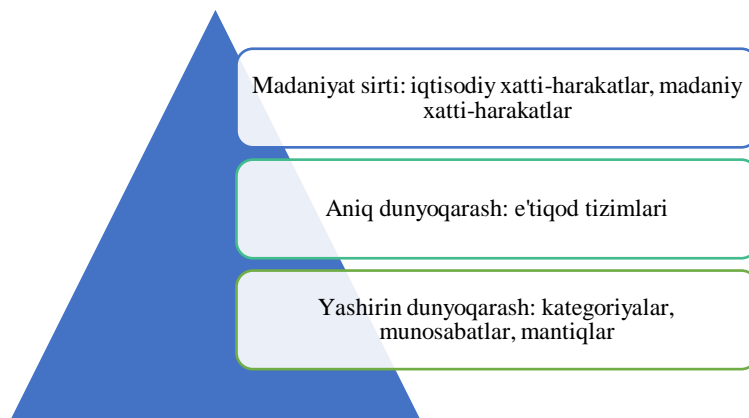 Madaniyat sirti: iqtisodiy xatti-harakatlar, madaniy
xatti-harakatlar
Aniq dunyoqarash: e'tiqod tizimlari
Yashirin dunyoqarash: kategoriyalar,
munosabatlar, mantiqlar